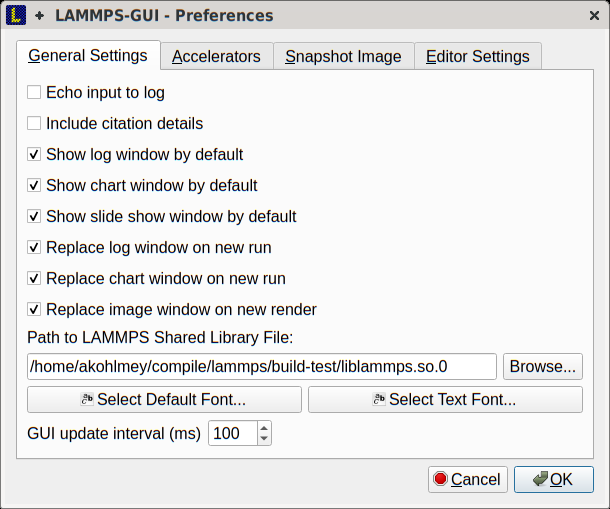 LAMMPS-GUI - Preferences
General Settings Accelerators Snapshot Image Editor Settings
Echo input to log
Include citation details
Show log window by default
Show chart window by default
Show slide show window by default
Replace log window on new run
Replace chart window on new run
Replace image window on new render
Path to LAMMPS Shared Library File:
/home/akohlmey/compile/lammps/build-test/liblammps.so.0 Browse...
Select Default Font... Select Text Font...
GUI update interval (ms) 100
Cancel OK